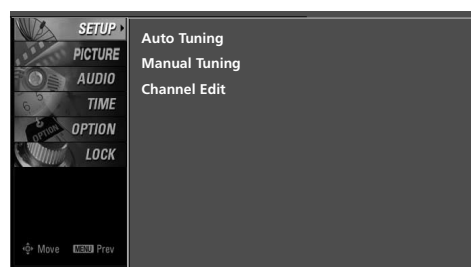 SETUP
PICTURE
AUDIO
TIME
OPTION
LOCK
Auto Tuning
Manual Tuning
Channel Edit
Move MENU Prev